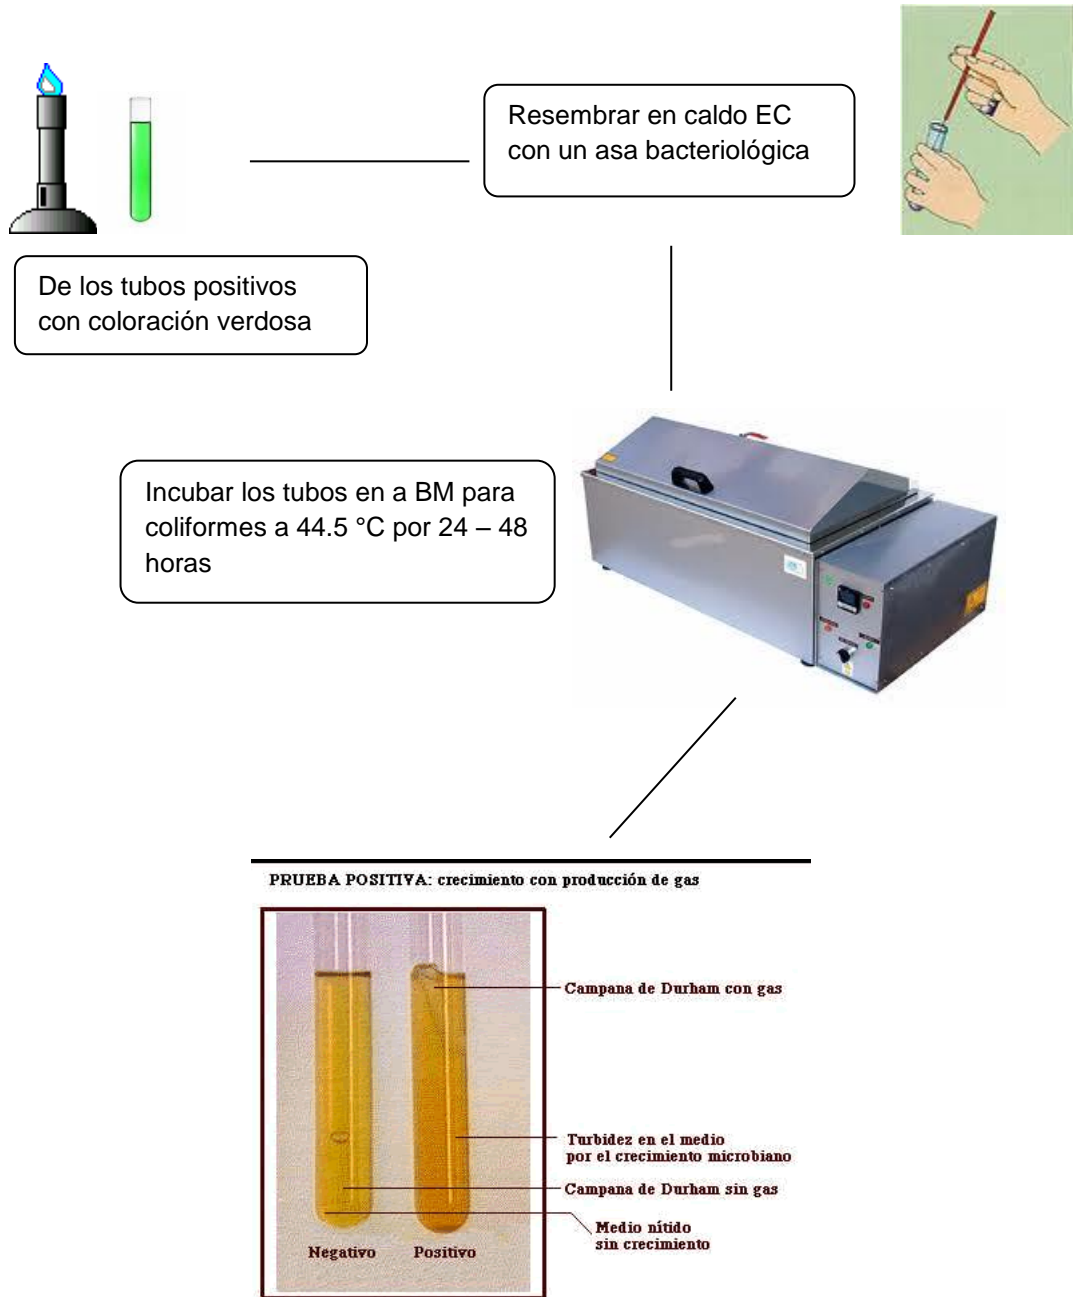 Resembrar en caldo EC
con un asa bacteriológica
De los tubos positivos
con coloración verdosa
Incubar los tubos en a BM para
coliformes a 44.5 °C por 24 – 48
horas
PRUEBA POSITIVA: crecimiento con producción de gas
Campana de Durham con gas
Turbidez en el medio
por el crecimiento microbiano
Campana de Durham sin gas
Medio nítido
sin crecimiento
Negativo
Positivo